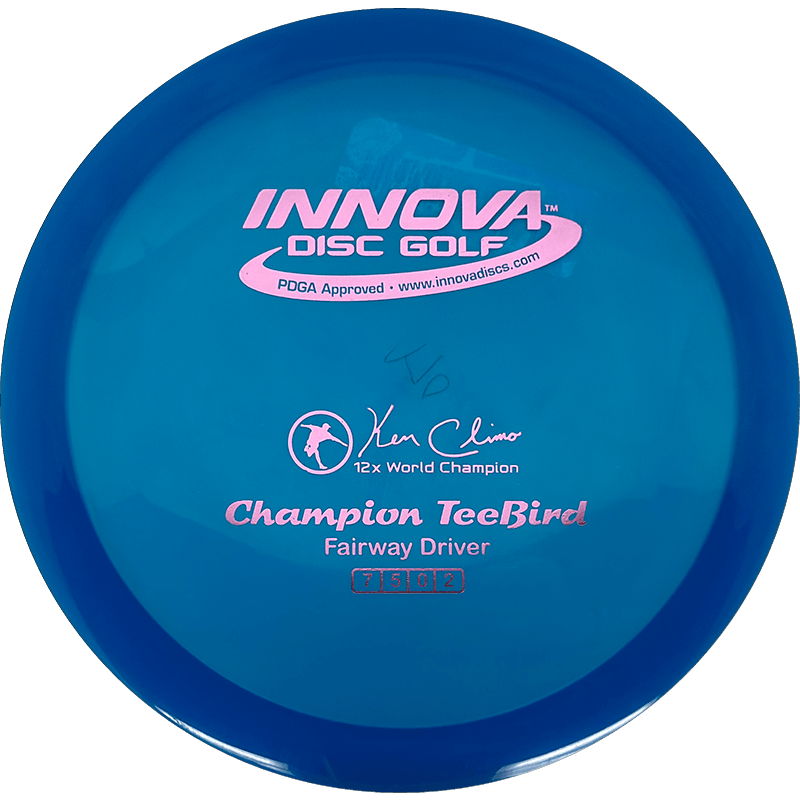 INNOVA™
DISC GOLF
PDGA Approved • www.innovadiscs.com
Ken Climo
12x World Champion
Champion TeeBird
Fairway Driver
7 5 0 2